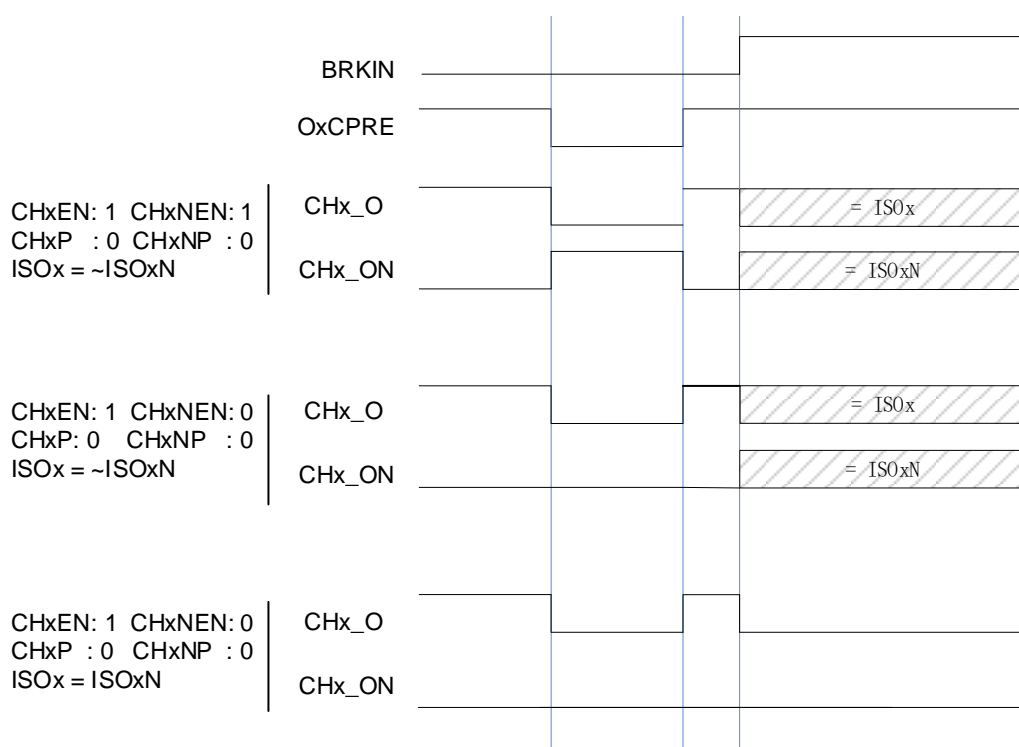 BRKIN
OxCPRE
CHxEN: 1 CHxNEN: 1
CHxP : 0 CHxNP : 0
ISOx = ~ISOxN
CHx_O
= ISOx
CHx_ON
= ISOxN
CHxEN: 1 CHxNEN: 0
CHxP: 0 CHxNP : 0
ISOx = ~ISOxN
CHx_O
= ISOx
CHx_ON
= ISOxN
CHxEN: 1 CHxNEN: 0
CHxP : 0 CHxNP : 0
ISOx = ISOxN
CHx_O
CHx_ON